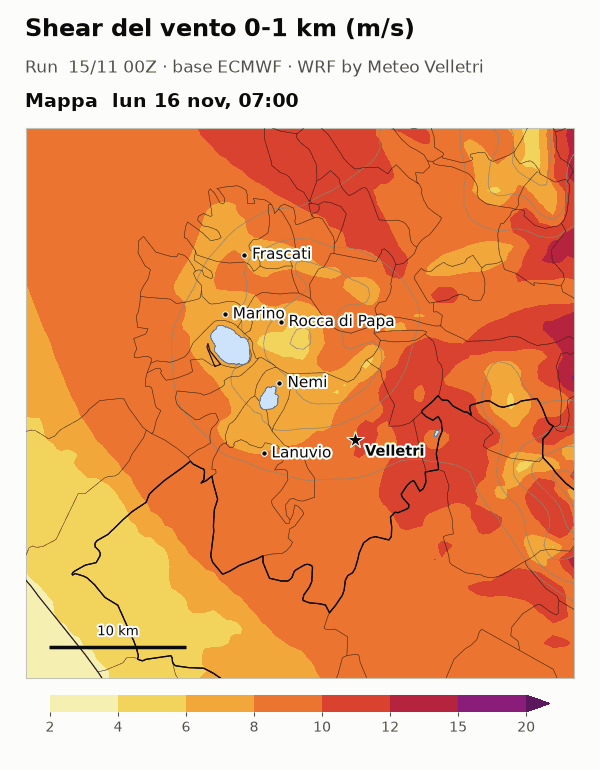 Shear del vento 0-1 km (m/s)
Run  15/11 00Z · base ECMWF · WRF by Meteo Velletri
Mappa  lun 16 nov, 07:00
Frascati
Marino
Rocca di Papa
Nemi
Velletri
Lanuvio
10 km
2 4 6 8 10 12 15 20